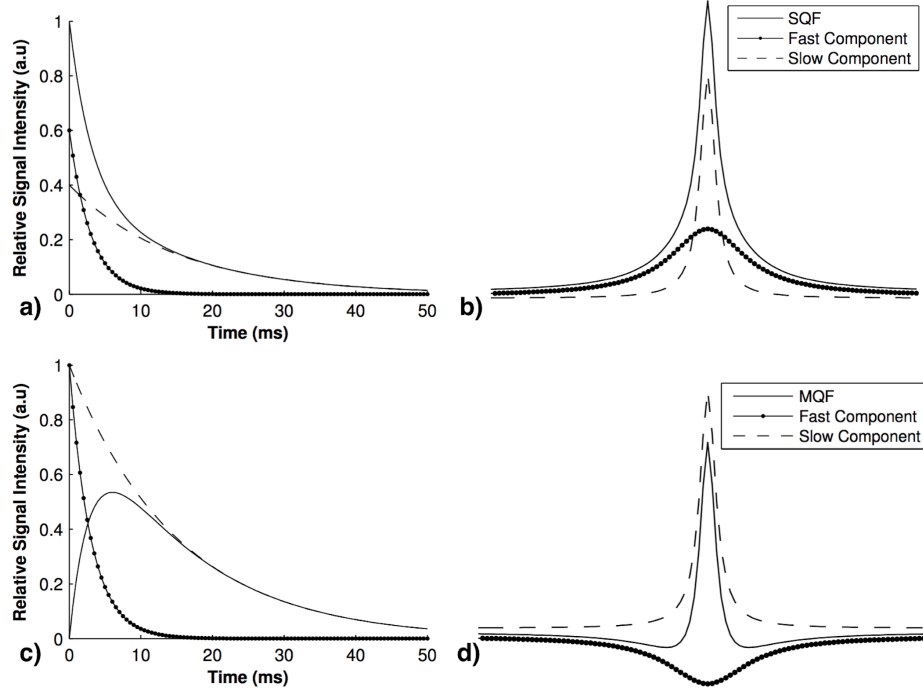 Relative Signal Intensity (a.u)
1
0.8
0.6
0.4
0.2
0
0 10 20 30 40 50
Time (ms)
a)
SQF
Fast Component
Slow Component
b)
Relative Signal Intensity (a.u)
1
0.8
0.6
0.4
0.2
0
0 10 20 30 40 50
Time (ms)
c)
MQF
Fast Component
Slow Component
d)